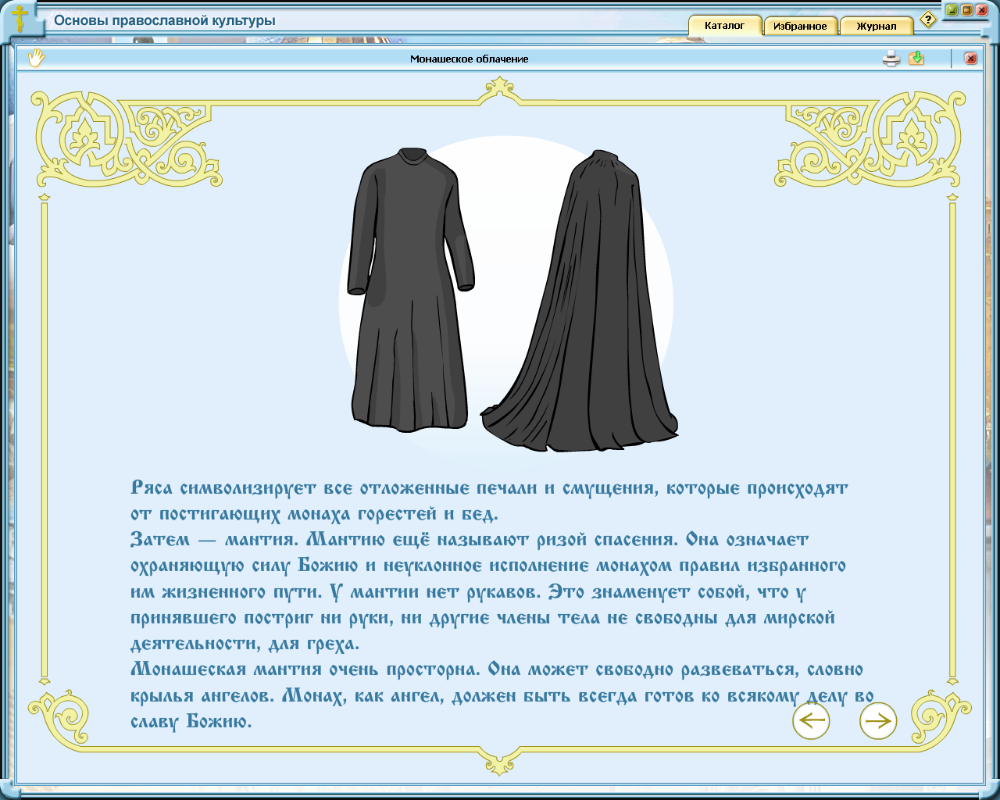 Основы православной культуры
Каталог
Избранное
Журнал
?
Монашеское облачение
Ряса символизирует все отложенные печали и смущения, которые происходят
от постигающих монаха горестей и бед.
Затем — мантия. Мантию ещё называют ризой спасения. Она означает
охраняющую силу Божию и неуклонное исполнение монахом правил избранного
им жизненного пути. У мантии нет рукавов. Это знаменует собой, что у
принявшего постриг ни руки, ни другие члены тела не свободны для мирской
деятельности, для греха.
Монашеская мантия очень просторна. Она может свободно развеваться, словно
крылья ангелов. Монах, как ангел, должен быть всегда готов ко всякому делу во
славу Божию.